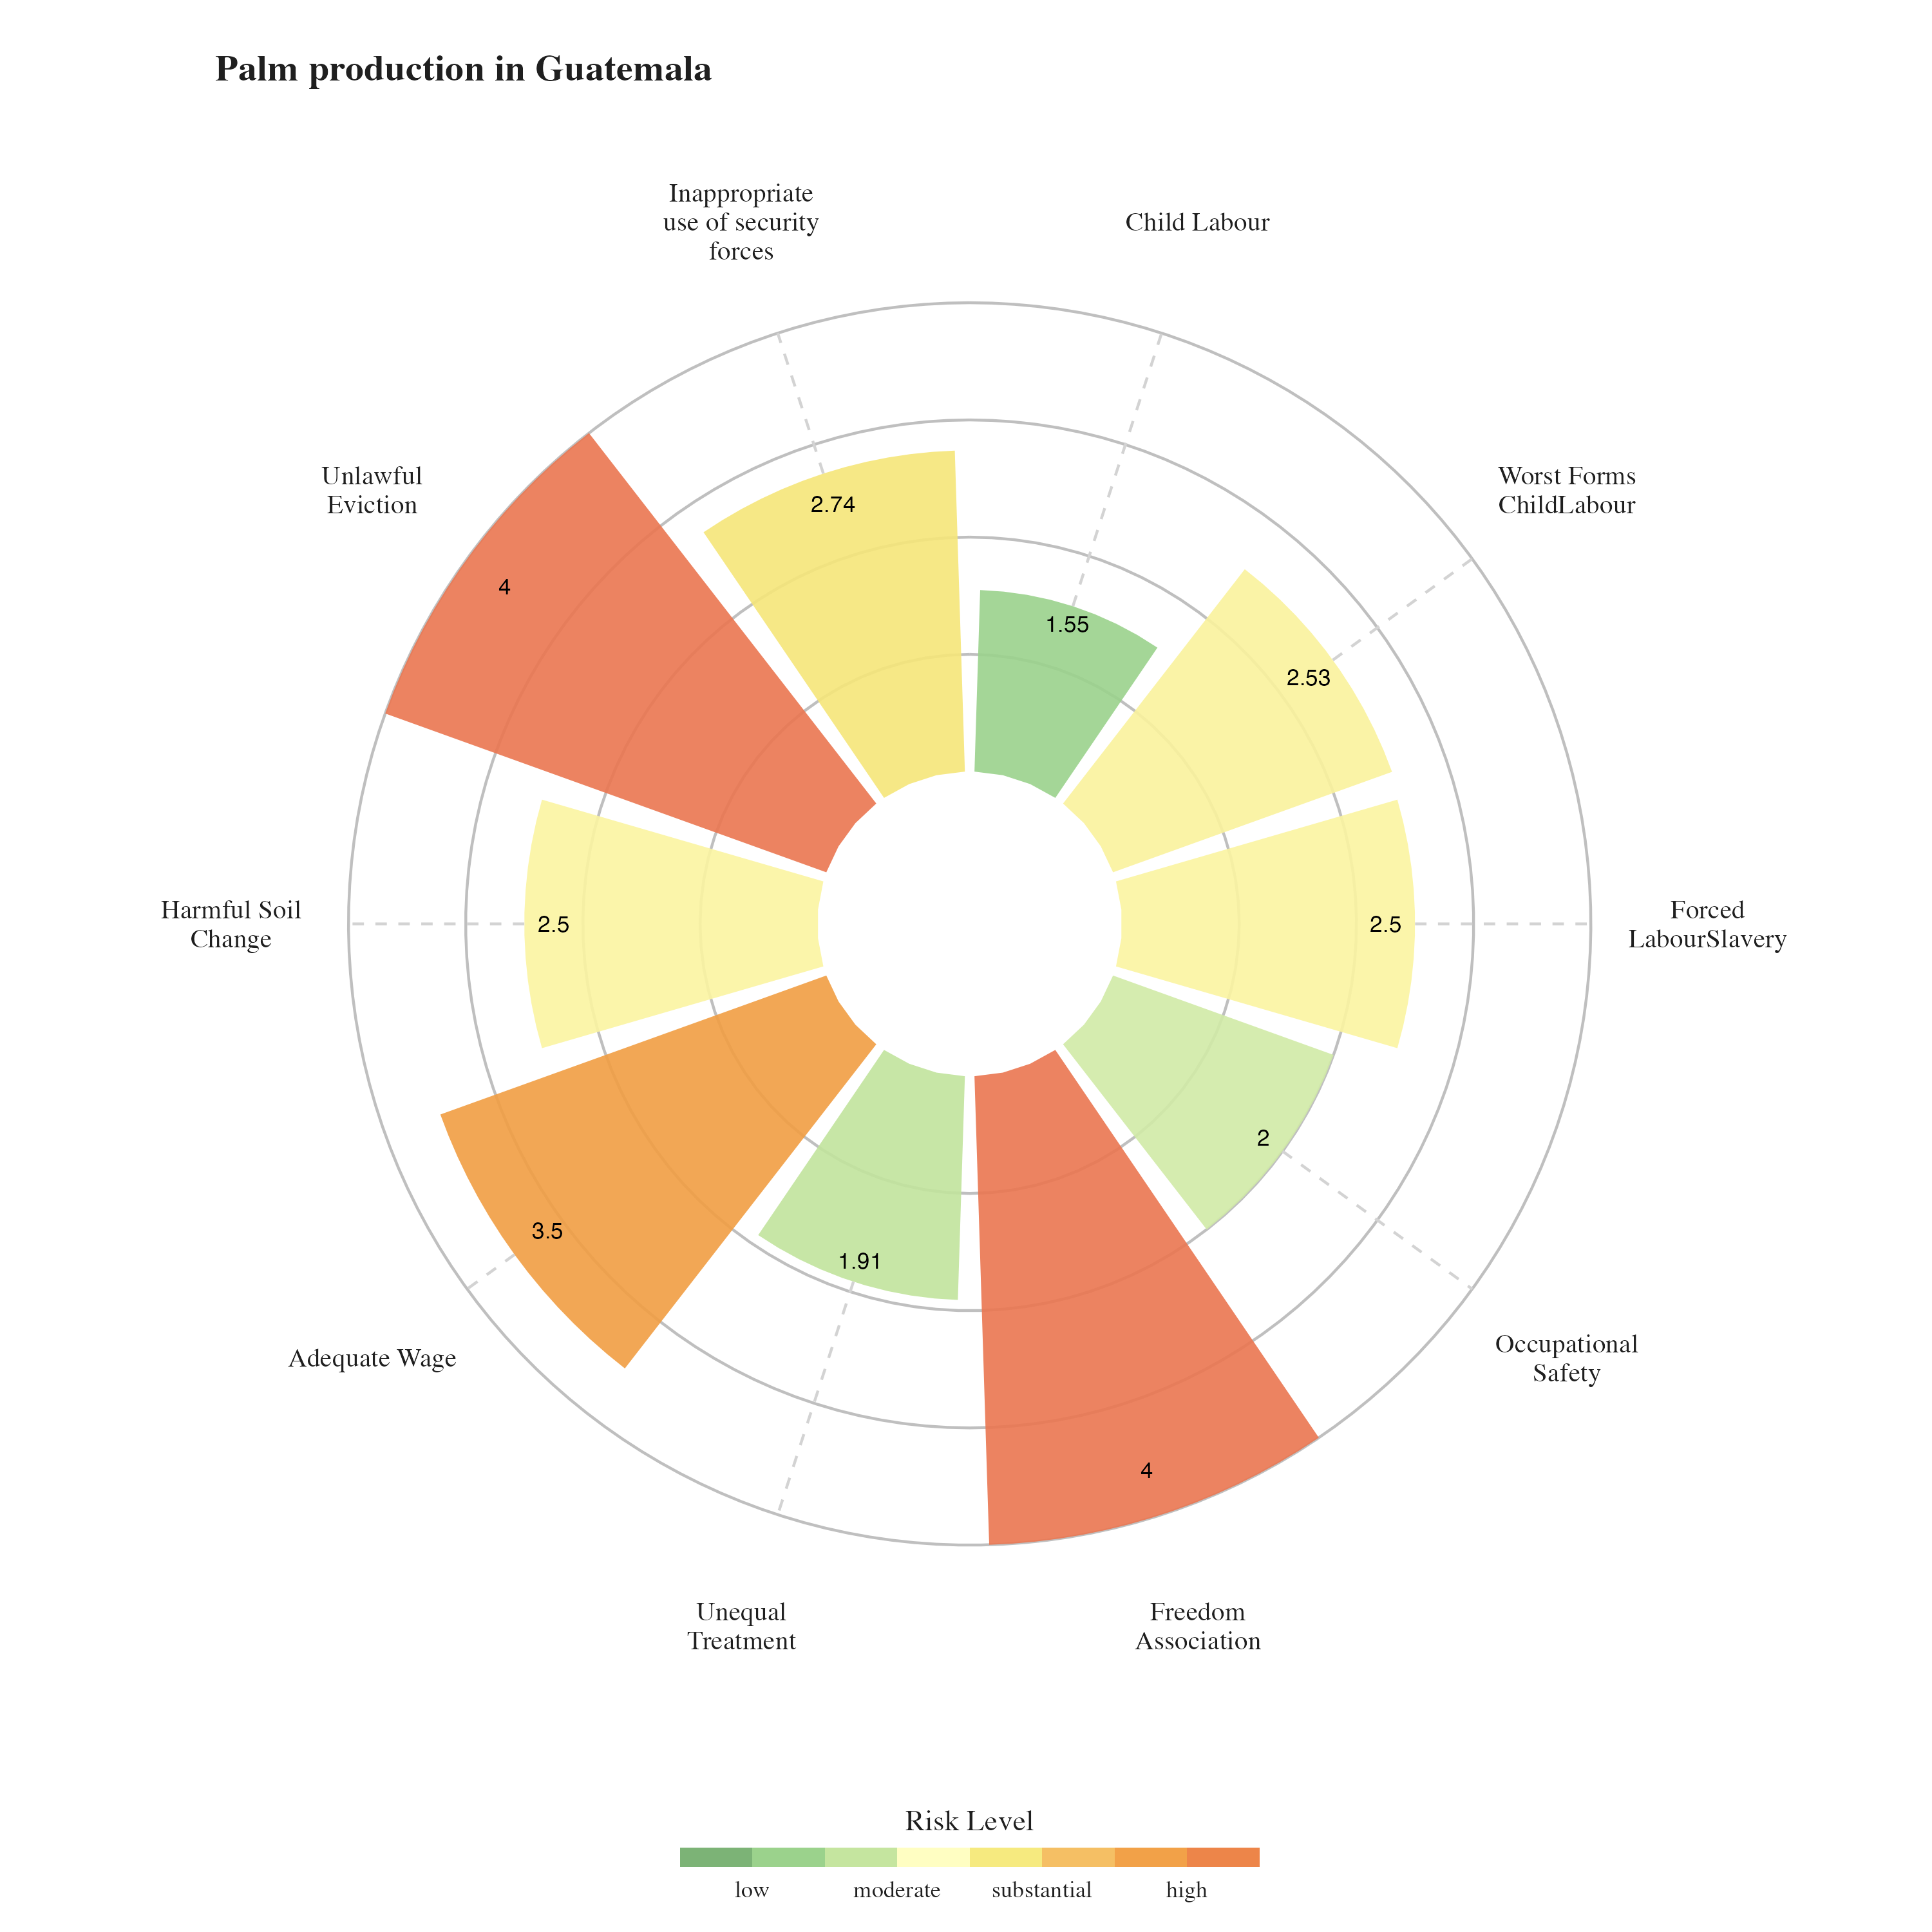 Palm production in Guatemala
Inappropriate
use of security
forces
Child Labour
Unlawful
Eviction
Worst Forms
ChildLabour
2.74
4
1.55
2.53
Harmful Soil
Change
2.5
2.5
Forced
LabourSlavery
2
3.5
1.91
Adequate Wage
Occupational
Safety
4
Unequal
Treatment
Freedom
Association
Risk Level
low
moderate
substantial
high